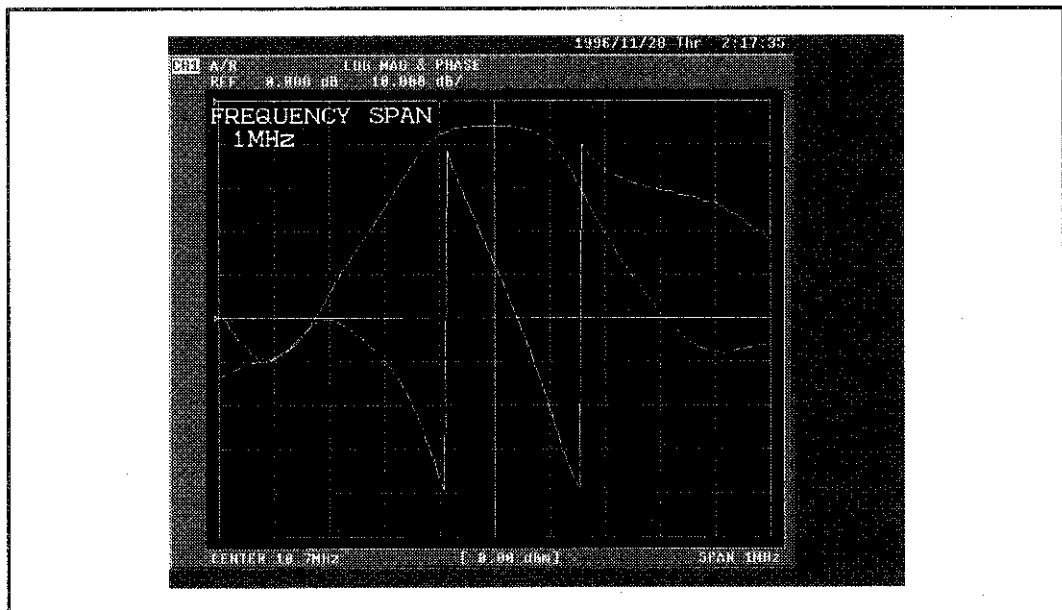 1996/11/28 Thr 2:17:35
CH1 A/R LOG MAG & PHASE
REF 0.000 dB 10.000 dB/
FREQUENCY SPAN
1MHz
CENTER 10.7MHz [ 0.00 dBm] SPAN 1MHz